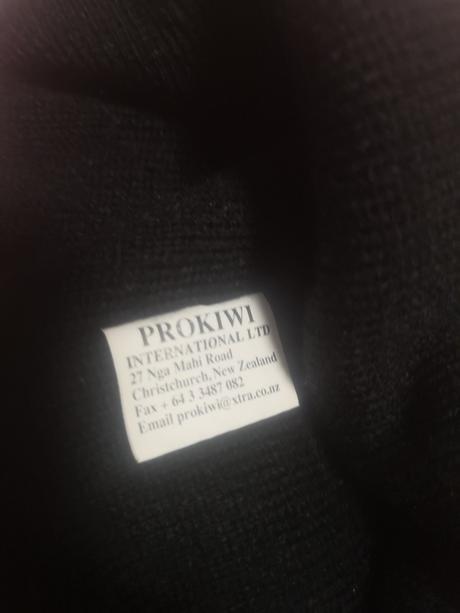 PROKIWI
INTERNATIONAL LTD
27 Nga Mahi Road
Christchurch, New Zealand
Fax + 64 3 3487 082
Email prokiwi@xtra.co.nz